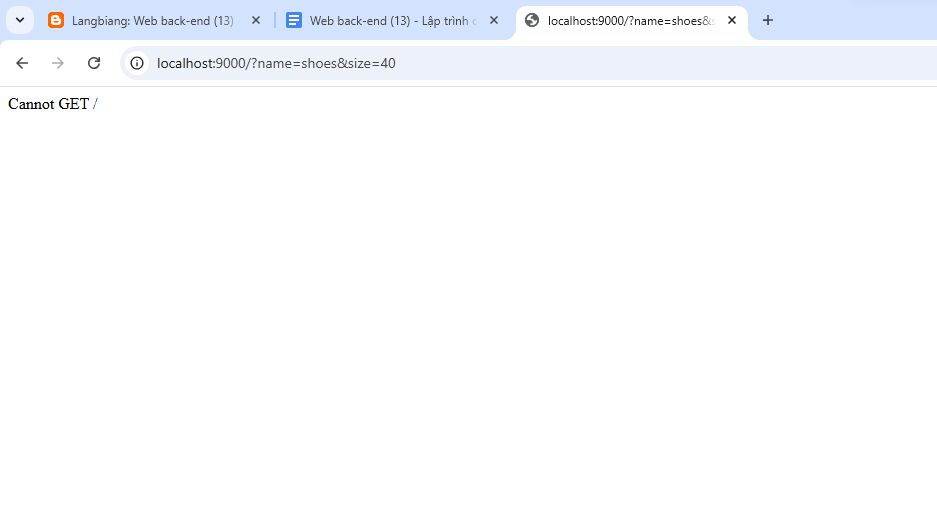 Langbiang: Web back-end (13)
Web back-end (13) - Lập trình
localhost:9000/?name=shoes&
localhost:9000/?name=shoes&size=40
Cannot GET /